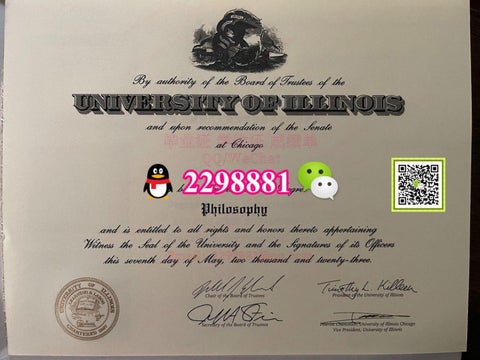 By authority of the Board of Trustees of the
UNIVERSITY OF ILLINOIS
and upon recommendation of the Senate
at Chicago
QQ/WeChat
2298881
Philosophy
and is entitled to all rights and honors thereto appertaining
Witness the Seal of the University and the Signatures of its Officers
this seventh day of May, two thousand and twenty-three.
Chair of the Board of Trustees
President of the University of Illinois
Secretary of the Board of Trustees
Vice President, University of Illinois
UNIVERSITY OF ILLINOIS